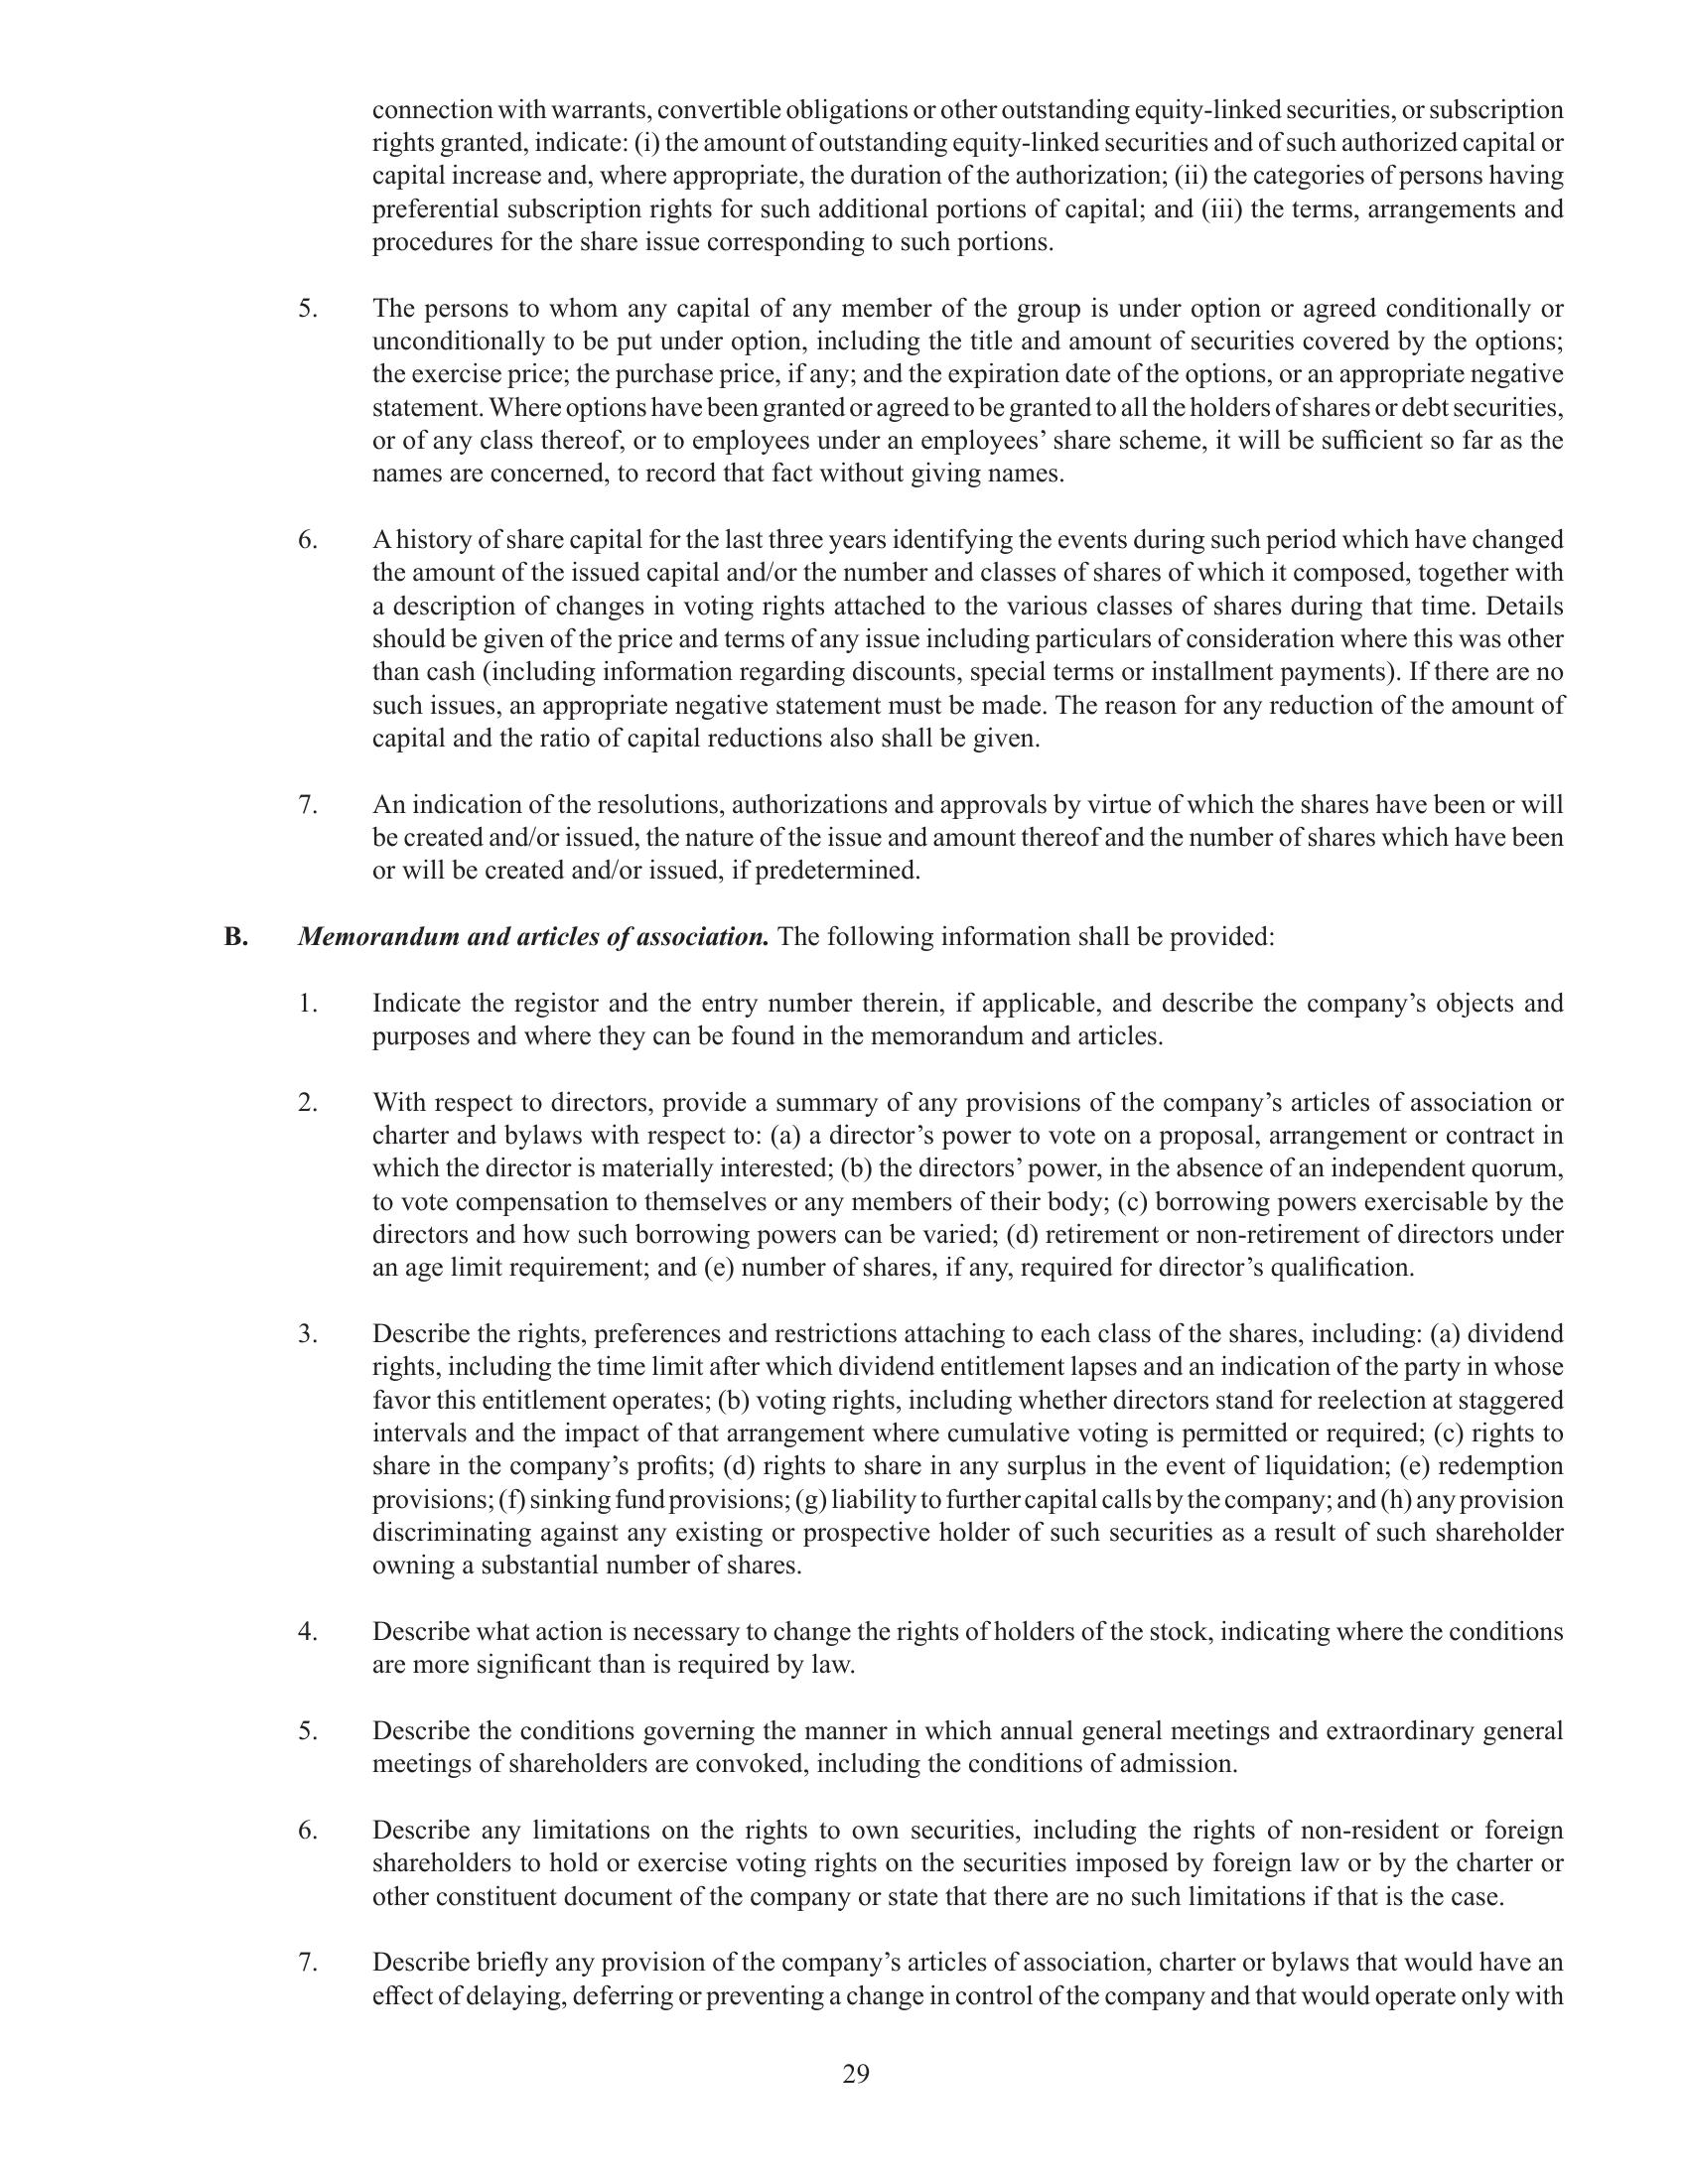 connection with warrants, convertible obligations or other outstanding equity-linked securities, or subscription
rights granted, indicate: (i) the amount of outstanding equity-linked securities and of such authorized capital or
capital increase and, where appropriate, the duration of the authorization; (ii) the categories of persons having
preferential subscription rights for such additional portions of capital; and (iii) the terms, arrangements and
procedures for the share issue corresponding to such portions.
5. The persons to whom any capital of any member of the group is under option or agreed conditionally or
unconditionally to be put under option, including the title and amount of securities covered by the options;
the exercise price; the purchase price, if any; and the expiration date of the options, or an appropriate negative
statement. Where options have been granted or agreed to be granted to all the holders of shares or debt securities,
or of any class thereof, or to employees under an employees’ share scheme, it will be sufficient so far as the
names are concerned, to record that fact without giving names.
6. A history of share capital for the last three years identifying the events during such period which have changed
the amount of the issued capital and/or the number and classes of shares of which it composed, together with
a description of changes in voting rights attached to the various classes of shares during that time. Details
should be given of the price and terms of any issue including particulars of consideration where this was other
than cash (including information regarding discounts, special terms or installment payments). If there are no
such issues, an appropriate negative statement must be made. The reason for any reduction of the amount of
capital and the ratio of capital reductions also shall be given.
7. An indication of the resolutions, authorizations and approvals by virtue of which the shares have been or will
be created and/or issued, the nature of the issue and amount thereof and the number of shares which have been
or will be created and/or issued, if predetermined.
B. Memorandum and articles of association. The following information shall be provided:
1. Indicate the registor and the entry number therein, if applicable, and describe the company’s objects and
purposes and where they can be found in the memorandum and articles.
2. With respect to directors, provide a summary of any provisions of the company’s articles of association or
charter and bylaws with respect to: (a) a director’s power to vote on a proposal, arrangement or contract in
which the director is materially interested; (b) the directors’ power, in the absence of an independent quorum,
to vote compensation to themselves or any members of their body; (c) borrowing powers exercisable by the
directors and how such borrowing powers can be varied; (d) retirement or non-retirement of directors under
an age limit requirement; and (e) number of shares, if any, required for director’s qualification.
3. Describe the rights, preferences and restrictions attaching to each class of the shares, including: (a) dividend
rights, including the time limit after which dividend entitlement lapses and an indication of the party in whose
favor this entitlement operates; (b) voting rights, including whether directors stand for reelection at staggered
intervals and the impact of that arrangement where cumulative voting is permitted or required; (c) rights to
share in the company’s profits; (d) rights to share in any surplus in the event of liquidation; (e) redemption
provisions; (f) sinking fund provisions; (g) liability to further capital calls by the company; and (h) any provision
discriminating against any existing or prospective holder of such securities as a result of such shareholder
owning a substantial number of shares.
4. Describe what action is necessary to change the rights of holders of the stock, indicating where the conditions
are more significant than is required by law.
5. Describe the conditions governing the manner in which annual general meetings and extraordinary general
meetings of shareholders are convoked, including the conditions of admission.
6. Describe any limitations on the rights to own securities, including the rights of non-resident or foreign
shareholders to hold or exercise voting rights on the securities imposed by foreign law or by the charter or
other constituent document of the company or state that there are no such limitations if that is the case.
7. Describe briefly any provision of the company’s articles of association, charter or bylaws that would have an
effect of delaying, deferring or preventing a change in control of the company and that would operate only with
29